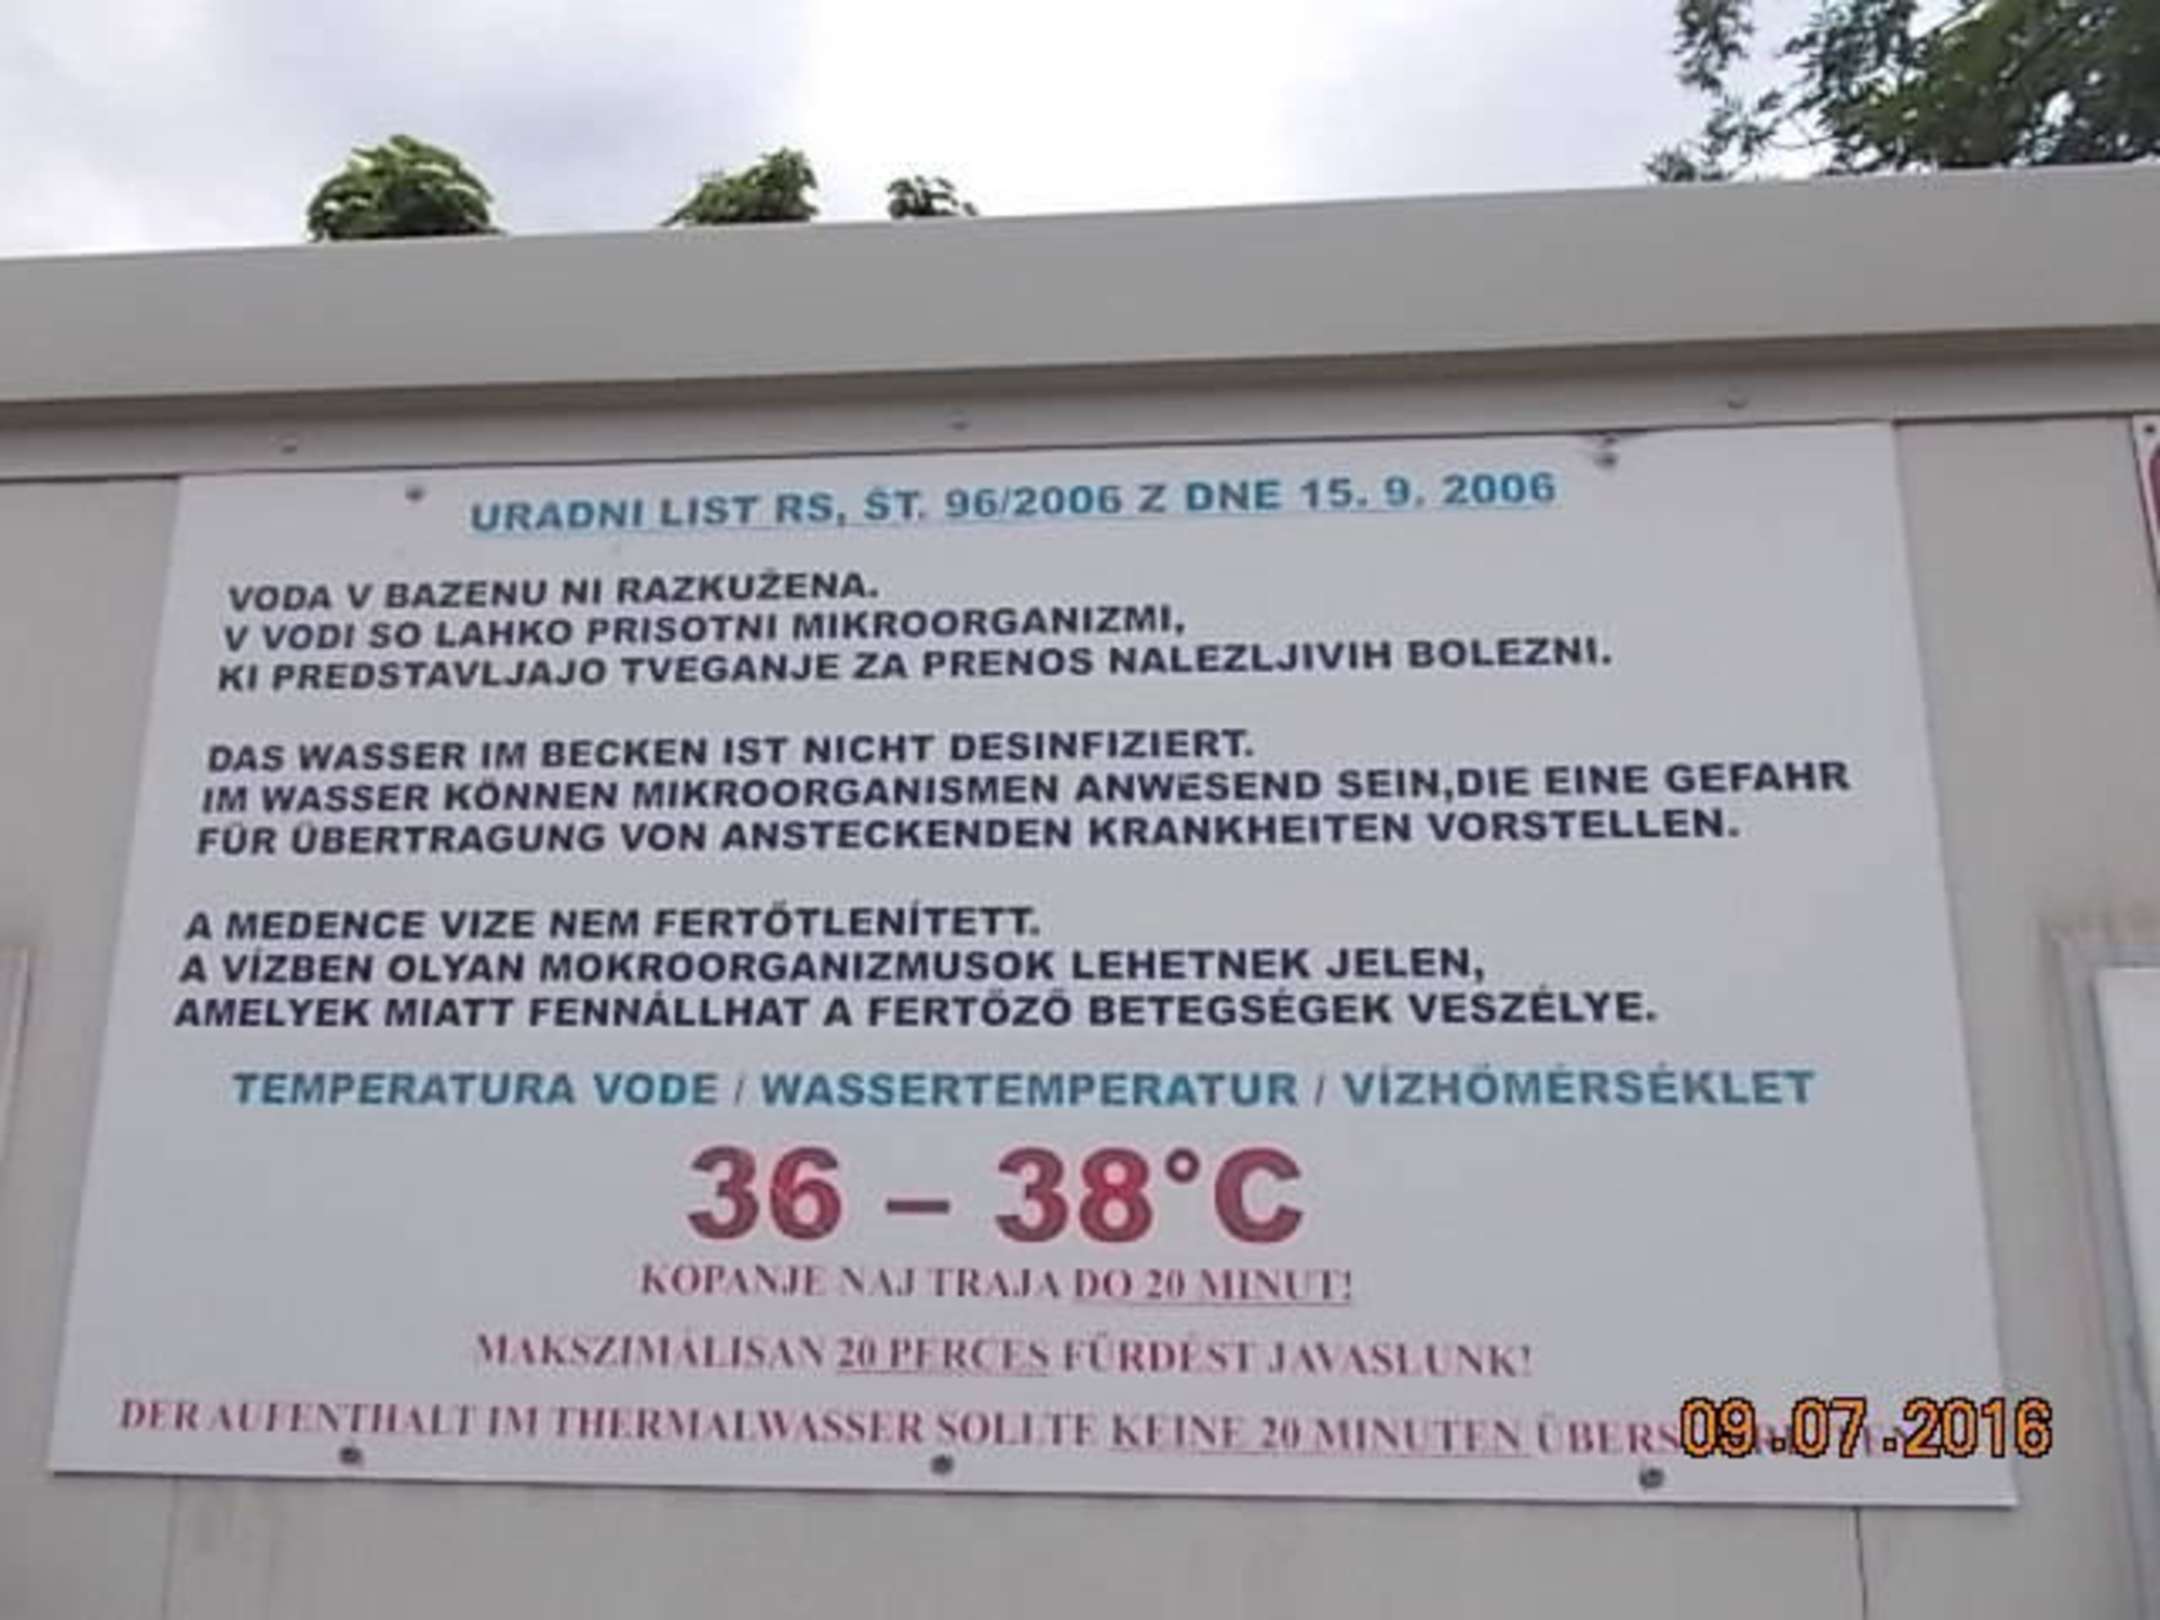 URADNI LIST RS, ŠT. 96/2006 Z DNE 15. 9. 2006
VODA V BAZENU NI RAZKUŽENA.
V VODI SO LAHKO PRISOTNI MIKROORGANIZMI,
KI PREDSTAVLJAJO TVEGANJE ZA PRENOS NALEZLJIVIH BOLEZNI.
DAS WASSER IM BECKEN IST NICHT DESINFIZIERT.
IM WASSER KÖNNEN MIKROORGANISMEN ANWESEND SEIN,DIE EINE GEFAHR
FÜR ÜBERTRAGUNG VON ANSTECKENDEN KRANKHEITEN VORSTELLEN.
A MEDENCE VIZE NEM FERTŐTLENÍTETT.
A VÍZBEN OLYAN MOKROORGANIZMUSOK LEHETNEK JELEN,
AMELYEK MIATT FENNÁLLHAT A FERTŐZŐ BETEGSÉGEK VESZÉLYE.
TEMPERATURA VODE / WASSERTEMPERATUR / VÍZHŐMÉRSÉKLET
36 – 38°C
KOPANJE NAJ TRAJA DO 20 MINUT!
MAKSZIMÁLISAN 20 PERCES FÜRDÉST JAVASLUNK!
DER AUFENTHALT IM THERMALWASSER SOLLTE KEINE 20 MINUTEN
09.07.2016